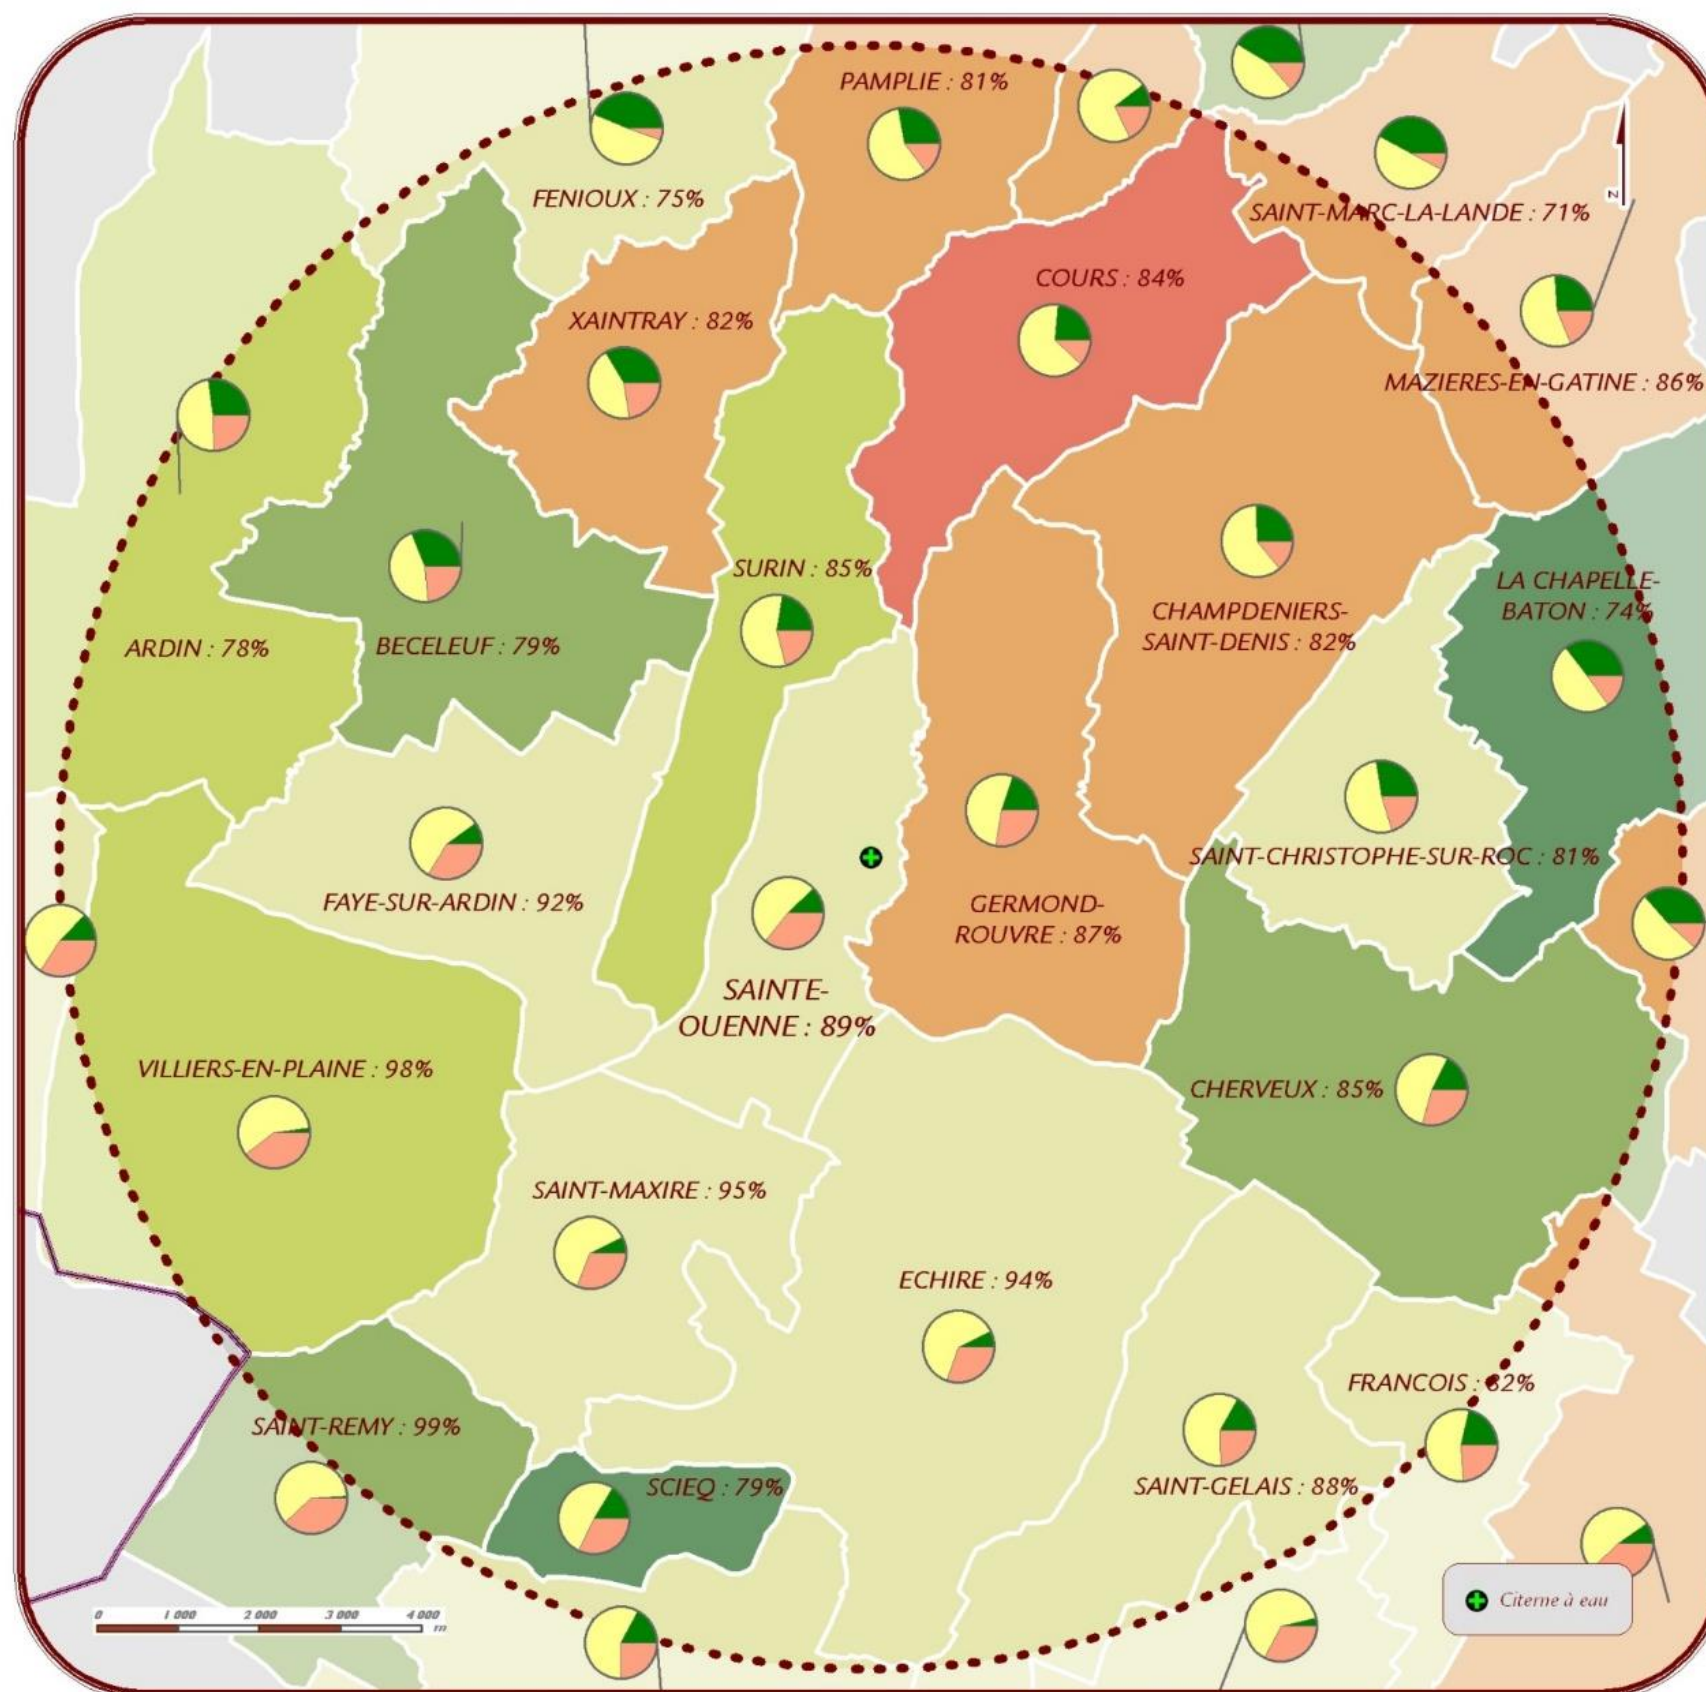 PAMPLIE : 81%
FENIOUX : 75%
SAINT-MARC-LA-LANDE : 71%
N
COURS : 84%
XAINTRAY : 82%
MAZIERES-EN-GATINE : 86%
SURIN : 85%
LA CHAPELLE-
BATON : 74%
CHAMPDENIERS-
SAINT-DENIS : 82%
ARDIN : 78%
BECELEUF : 79%
SAINT-CHRISTOPHE-SUR-ROC : 81%
FAYE-SUR-ARDIN : 92%
GERMOND-
ROUVRE : 87%
SAINTE-
OUENNE : 89%
VILLIERS-EN-PLAINE : 98%
CHERVEUX : 85%
SAINT-MAXIRE : 95%
ECHIRE : 94%
FRANCOIS : 82%
SAINT-REMY : 99%
SCIEQ : 79%
SAINT-GELAIS : 88%
Citerne à eau
0 1 000 2 000 3 000 4 000
m